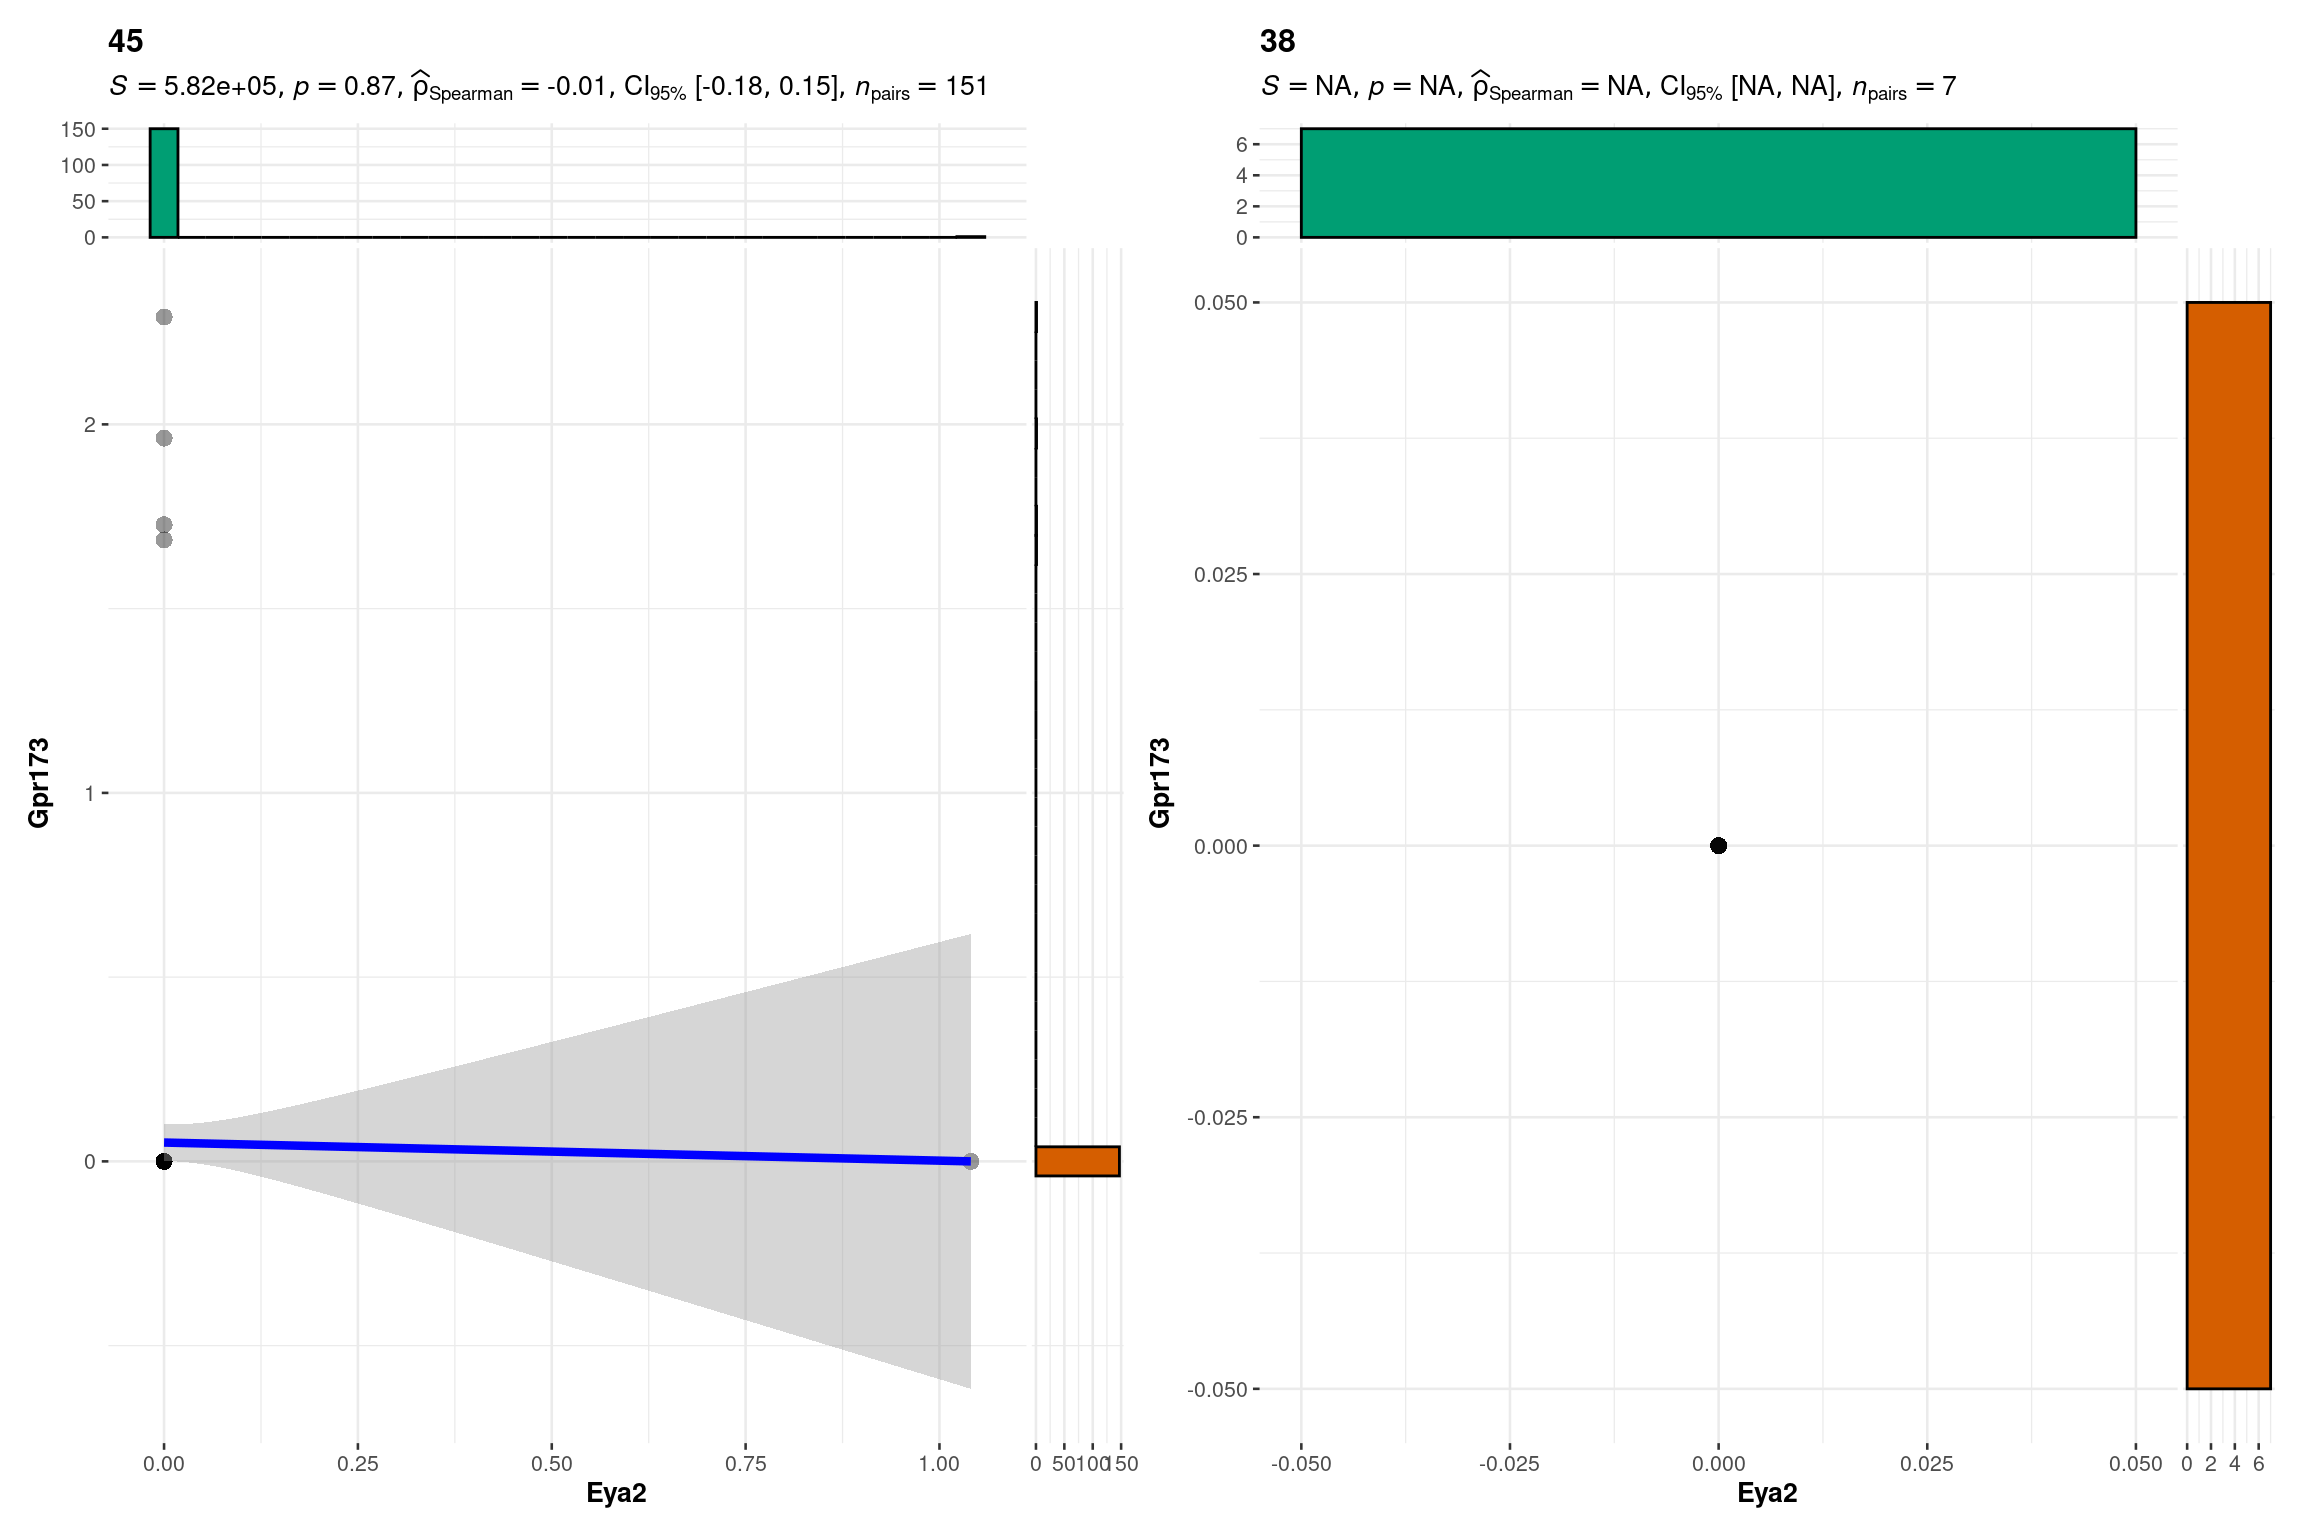 45
S = 5.82e+05, p = 0.87, ρ̂Spearman = -0.01, CI95% [-0.18, 0.15], npairs = 151
150
100
50
0
2
1
0
Gpr173
0.00 0.25 0.50 0.75 1.00
0 50 100 150
Eya2
38
S = NA, p = NA, ρ̂Spearman = NA, CI95% [NA, NA], npairs = 7
6
4
2
0
0.050
0.025
0.000
-0.025
-0.050
Gpr173
-0.050 -0.025 0.000 0.025 0.050
0 2 4 6
Eya2